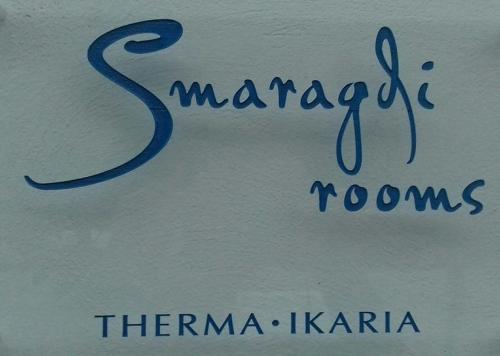 Smaragdi
rooms
THERMA • IKARIA